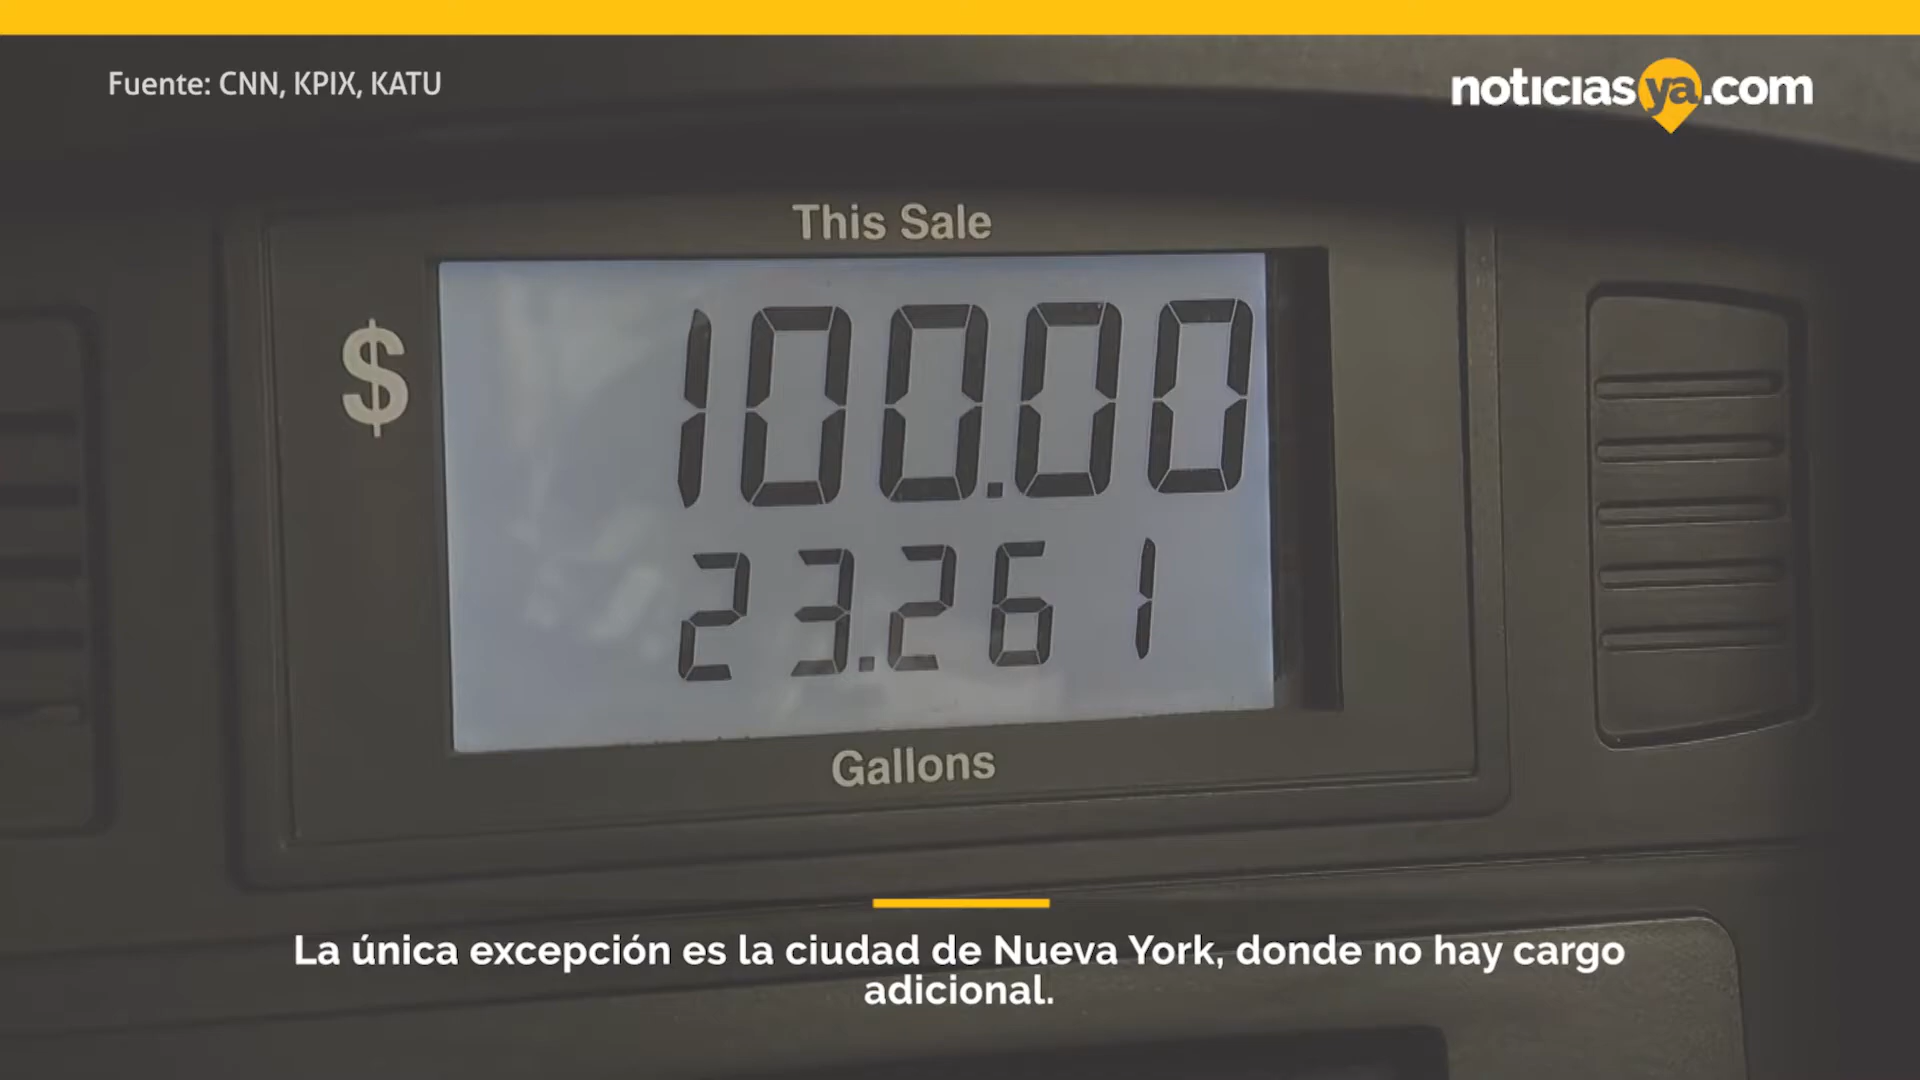 Fuente: CNN, KPIX, KATU
noticiasya.com
This Sale
$
100.00
23.261
Gallons
La única excepción es la ciudad de Nueva York, donde no hay cargo
adicional.